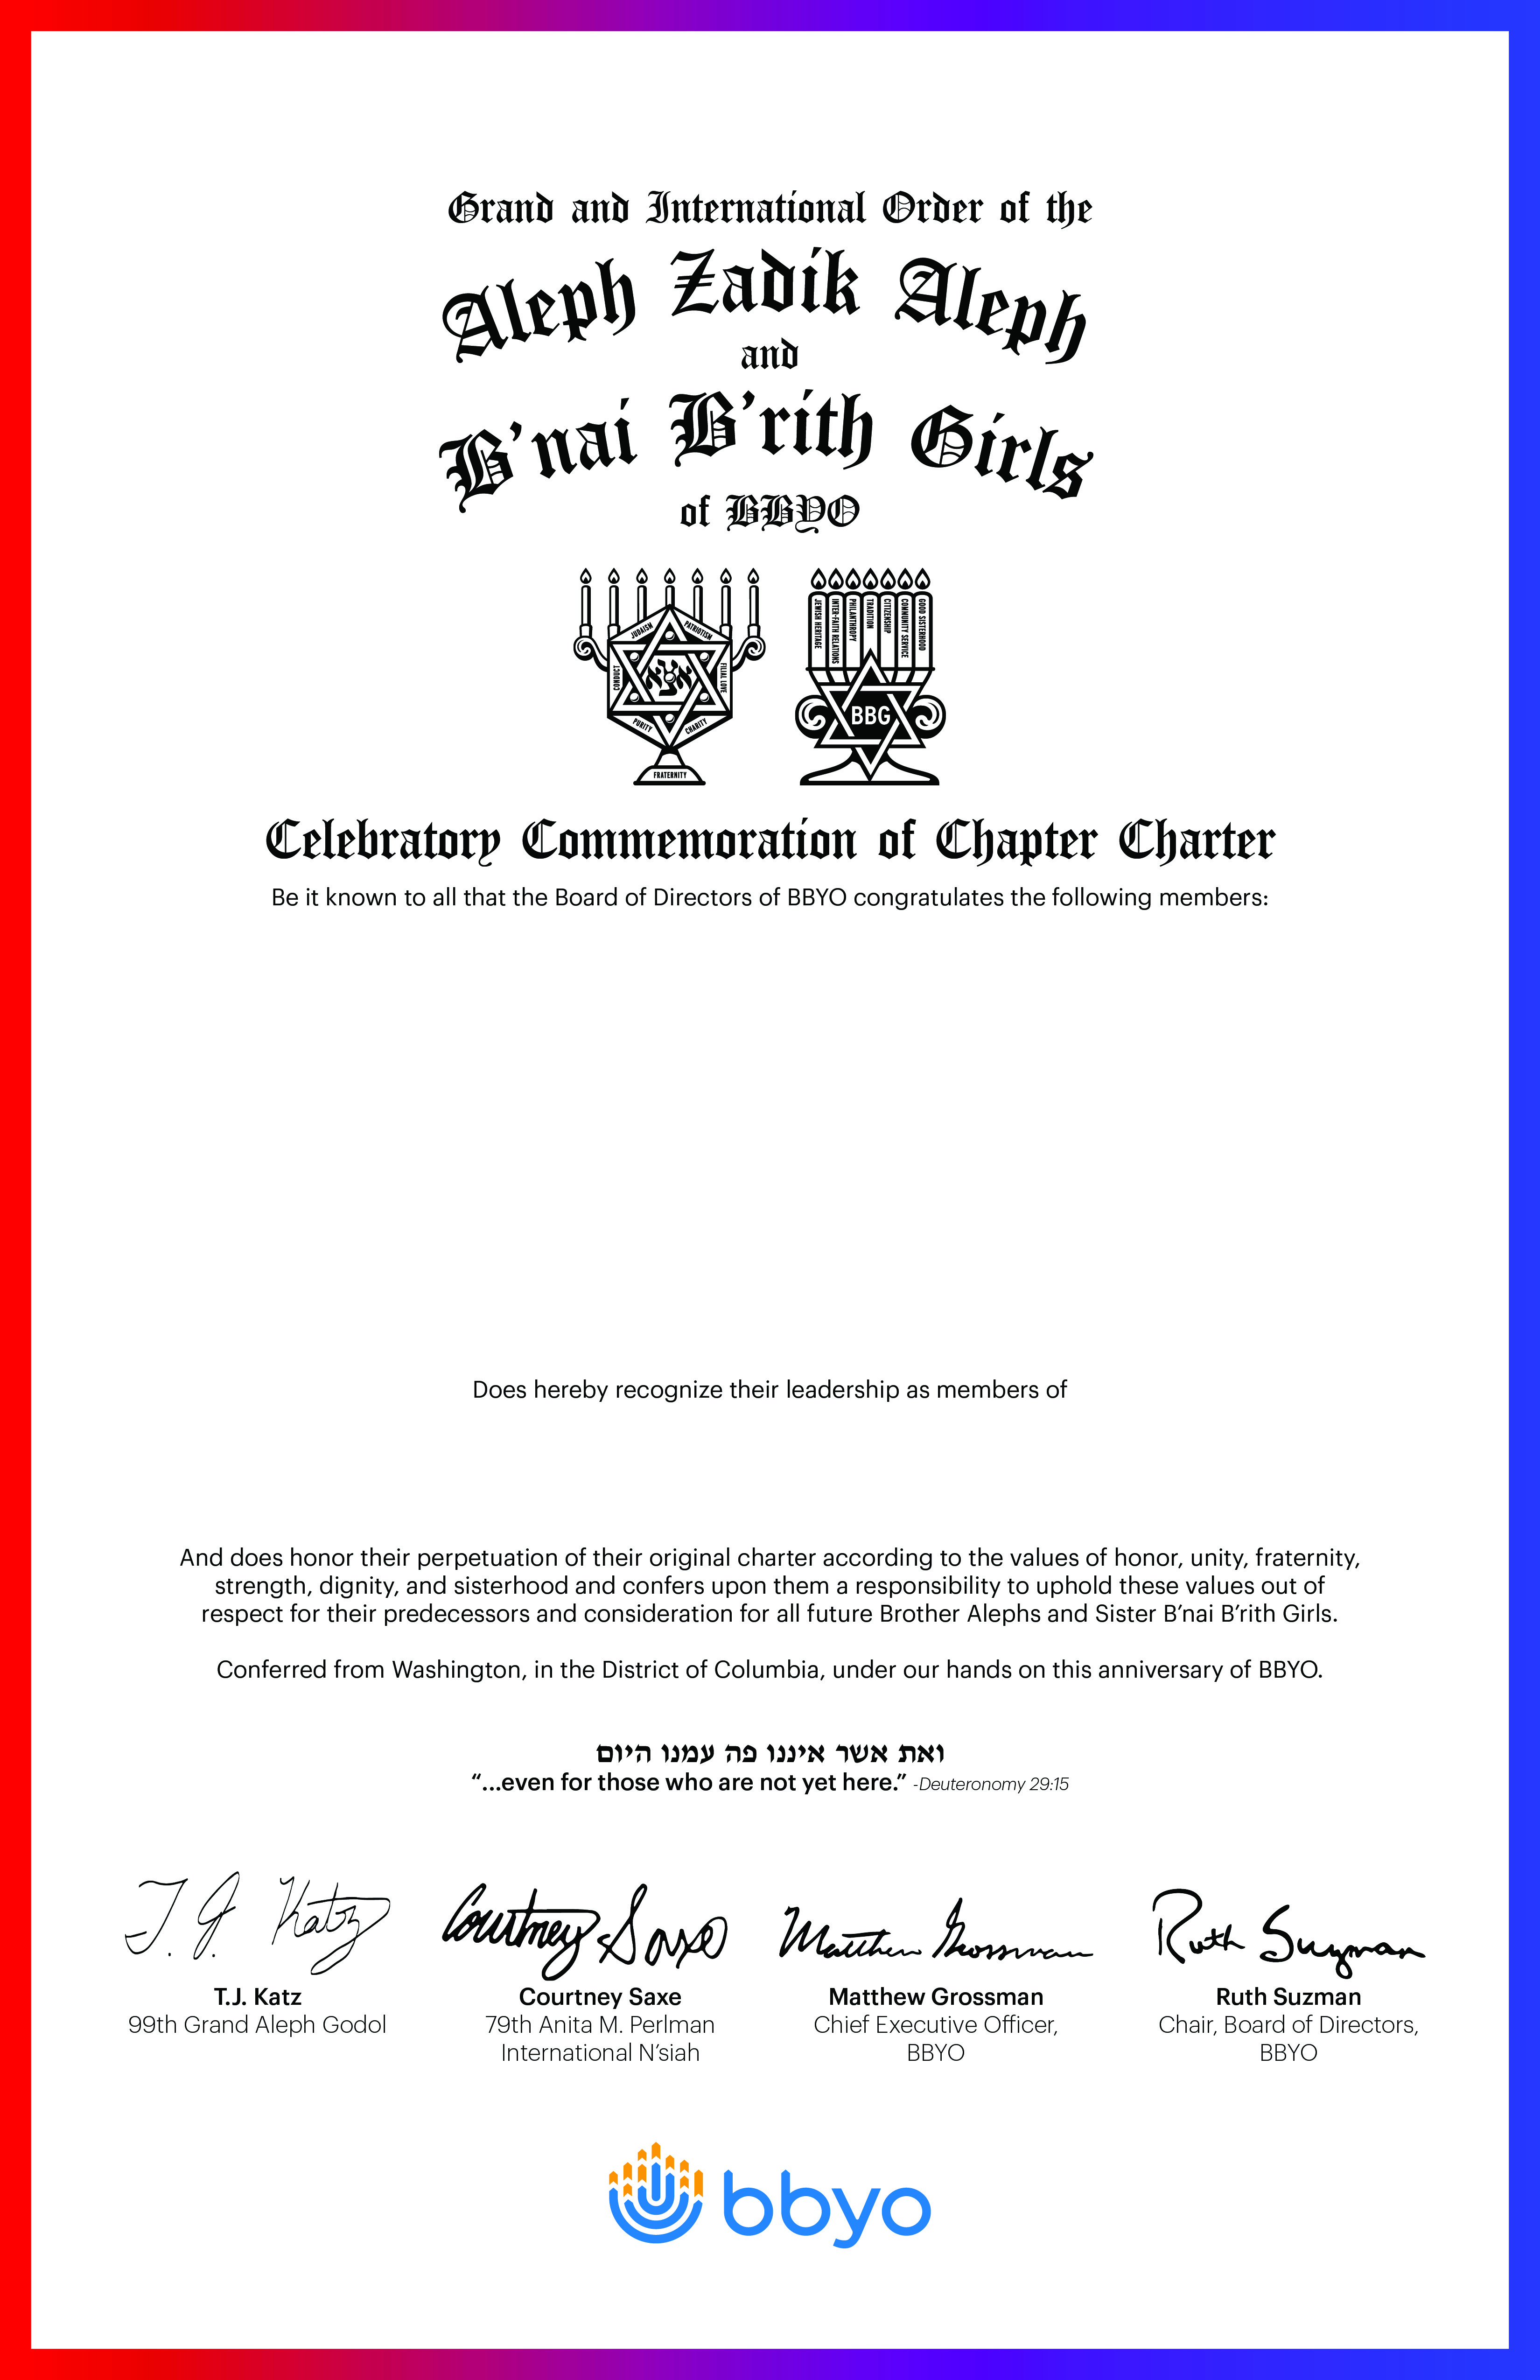 Grand and International Order of the
Aleph Zadik Aleph
and
B’nai B’rith Girls
of BBYO
JUDAISM
PATRIOTISM
CONDUCT
אצא
FILIAL LOVE
PURITY
CHARITY
FRATERNITY
JEWISH HERITAGE
INTER-FAITH RELATIONS
PHILANTHROPY
TRADITION
CITIZENSHIP
COMMUNITY SERVICE
GOOD SISTERHOOD
BBG
Celebratory Commemoration of Chapter Charter
Be it known to all that the Board of Directors of BBYO congratulates the following members:
Does hereby recognize their leadership as members of
And does honor their perpetuation of their original charter according to the values of honor, unity, fraternity,
strength, dignity, and sisterhood and confers upon them a responsibility to uphold these values out of
respect for their predecessors and consideration for all future Brother Alephs and Sister B’nai B’rith Girls.
Conferred from Washington, in the District of Columbia, under our hands on this anniversary of BBYO.
ואת אשר איננו פה עמנו היום
“...even for those who are not yet here.” -Deuteronomy 29:15
T. J. Katz
Courtney Saxe
Matthew Grossman
Ruth Suzman
T.J. Katz
99th Grand Aleph Godol
Courtney Saxe
79th Anita M. Perlman
International N’siah
Matthew Grossman
Chief Executive Officer,
BBYO
Ruth Suzman
Chair, Board of Directors,
BBYO
bbyo